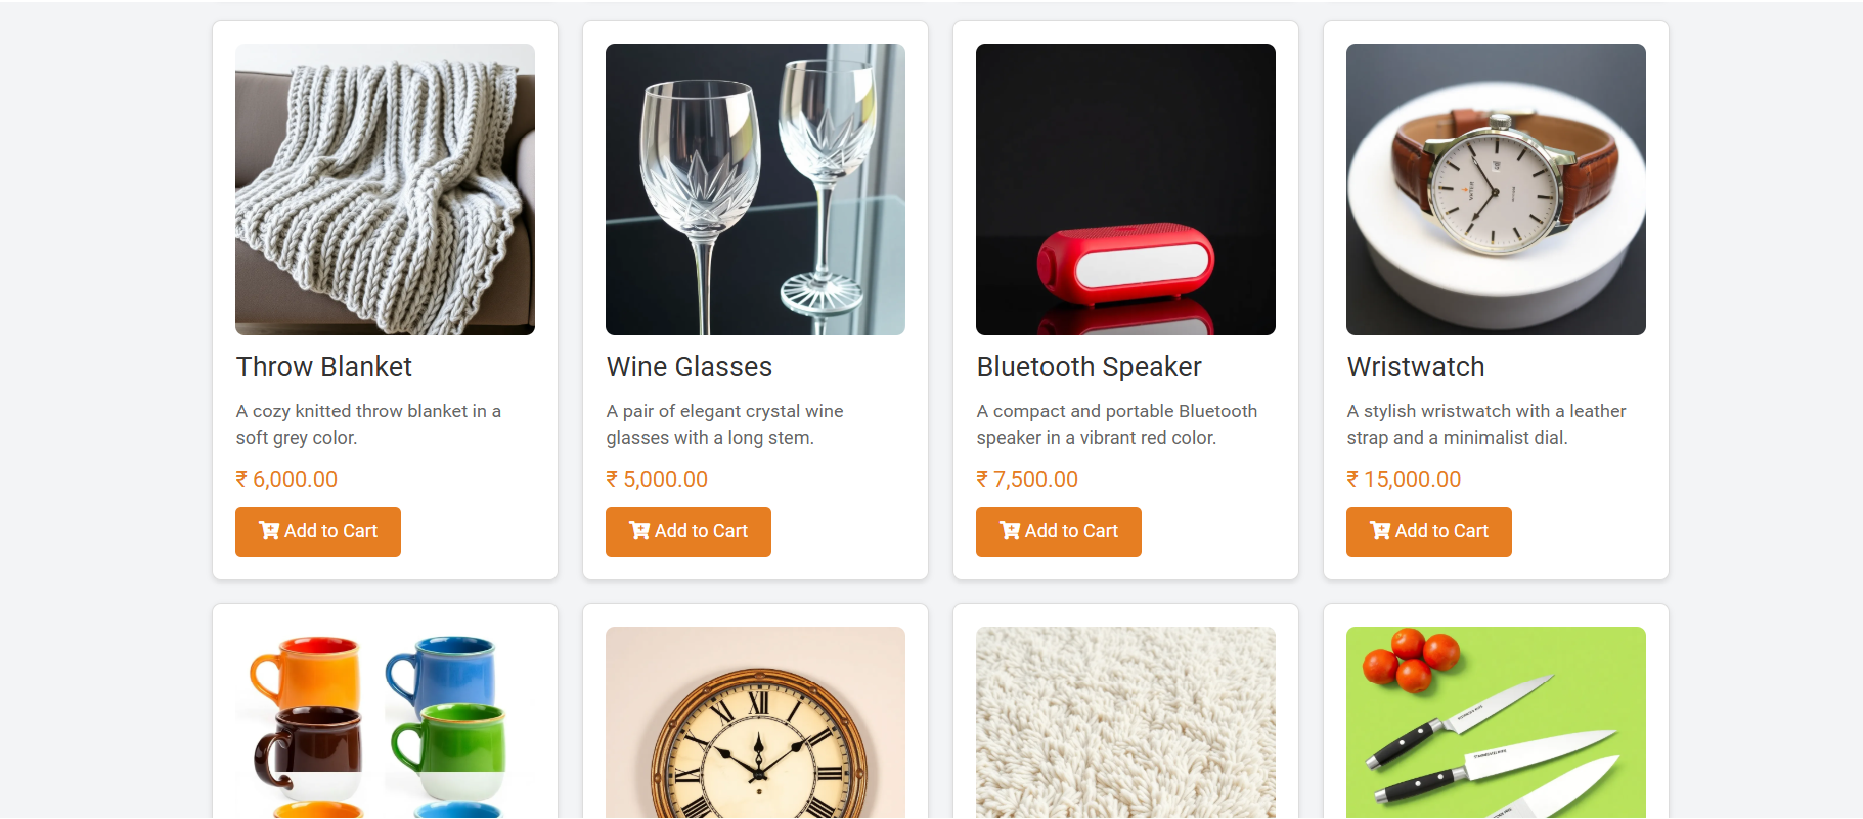 Throw Blanket
A cozy knitted throw blanket in a
soft grey color.
₹ 6,000.00
Add to Cart
Wine Glasses
A pair of elegant crystal wine
glasses with a long stem.
₹ 5,000.00
Add to Cart
Bluetooth Speaker
A compact and portable Bluetooth
speaker in a vibrant red color.
₹ 7,500.00
Add to Cart
Wristwatch
A stylish wristwatch with a leather
strap and a minimalist dial.
₹ 15,000.00
Add to Cart